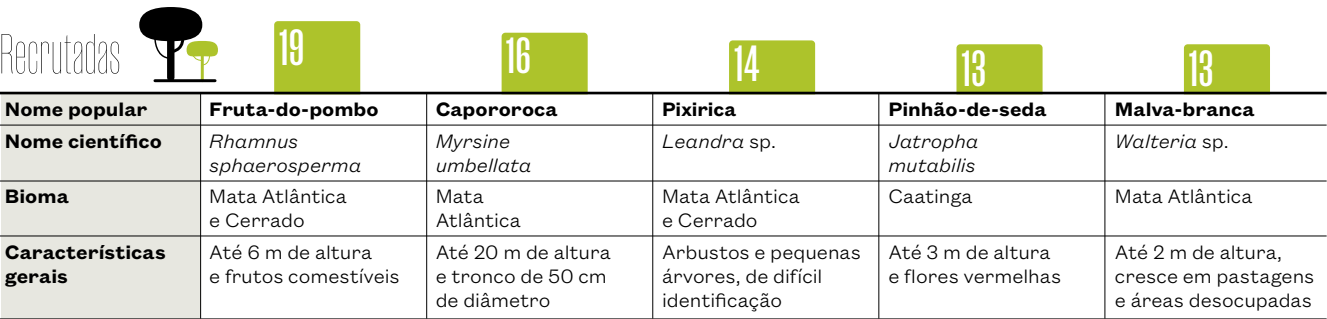 Recrutadas
19
16
14
13
13
Nome popular
Fruta-do-pombo
Capororoca
Pixirica
Pinhão-de-seda
Malva-branca
Nome científico
Rhamnus
sphaerosperma
Myrsine
umbellata
Leandra sp.
Jatropha
mutabilis
Walteria sp.
Bioma
Mata Atlântica
e Cerrado
Mata
Atlântica
Mata Atlântica
e Cerrado
Caatinga
Mata Atlântica
Características
gerais
Até 6 m de altura
e frutos comestíveis
Até 20 m de altura
e tronco de 50 cm
de diâmetro
Arbustos e pequenas
árvores, de difícil
identificação
Até 3 m de altura
e flores vermelhas
Até 2 m de altura,
cresce em pastagens
e áreas desocupadas